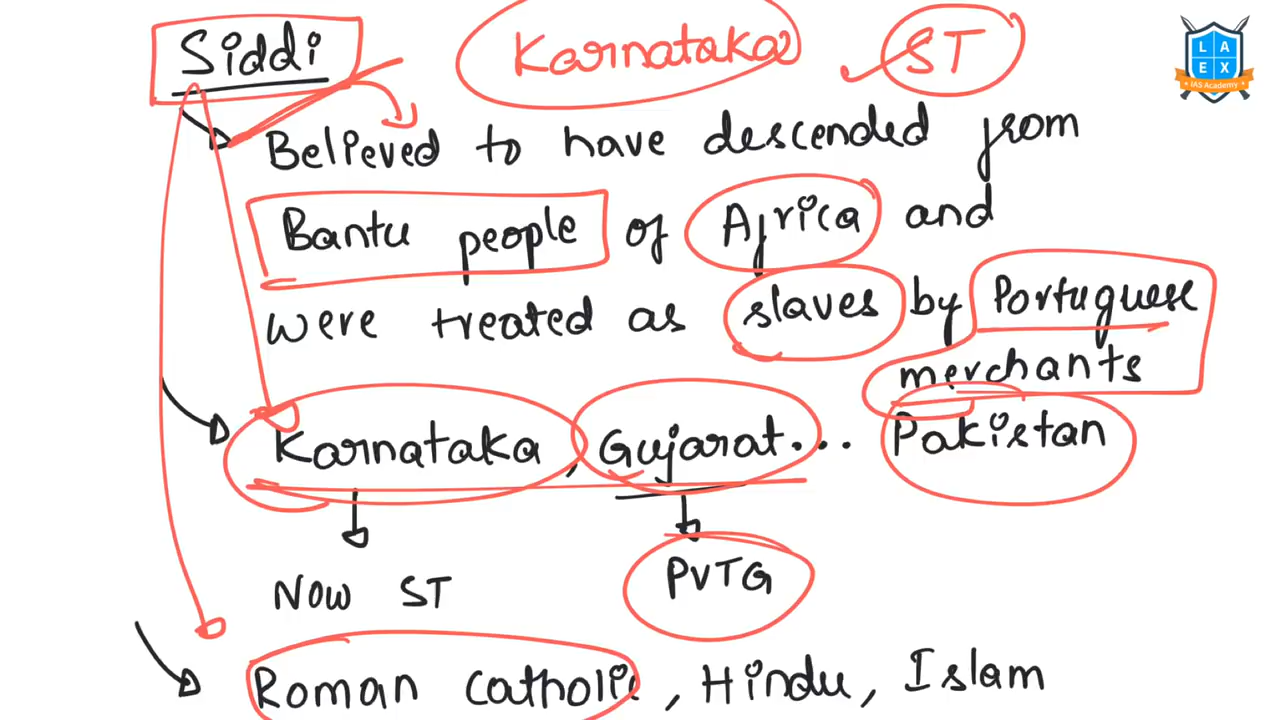 Siddi Karnataka ST
LAEX
IAS Academy
Believed to have descended from
Bantu people of Africa and
were treated as slaves by Portuguese
merchants
Karnataka, Gujarat... Pakistan
Now ST PVTG
Roman Catholic, Hindu, Islam